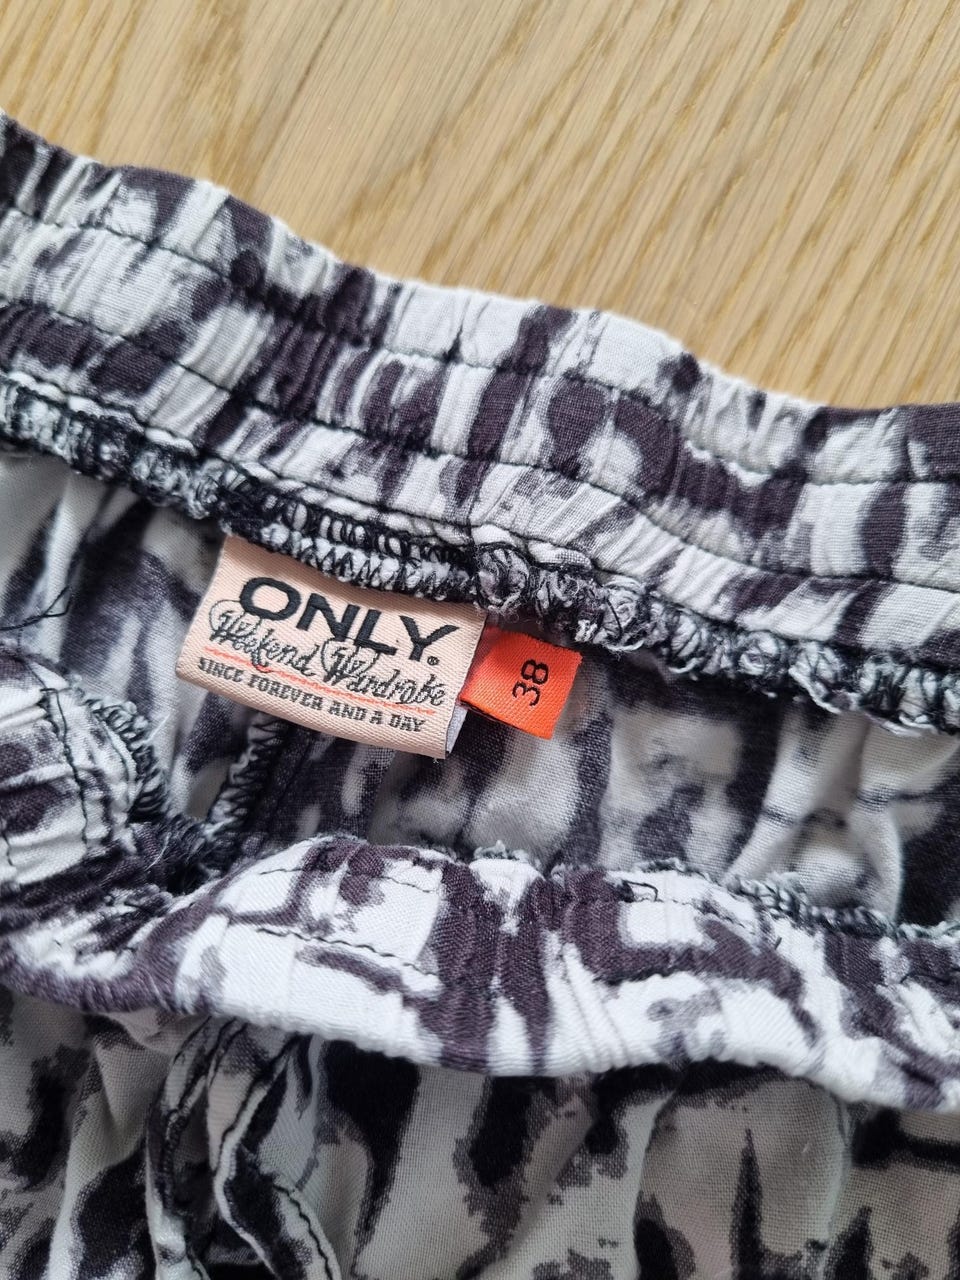 ONLY®
Weekend Wardrobe
SINCE FOREVER AND A DAY
38